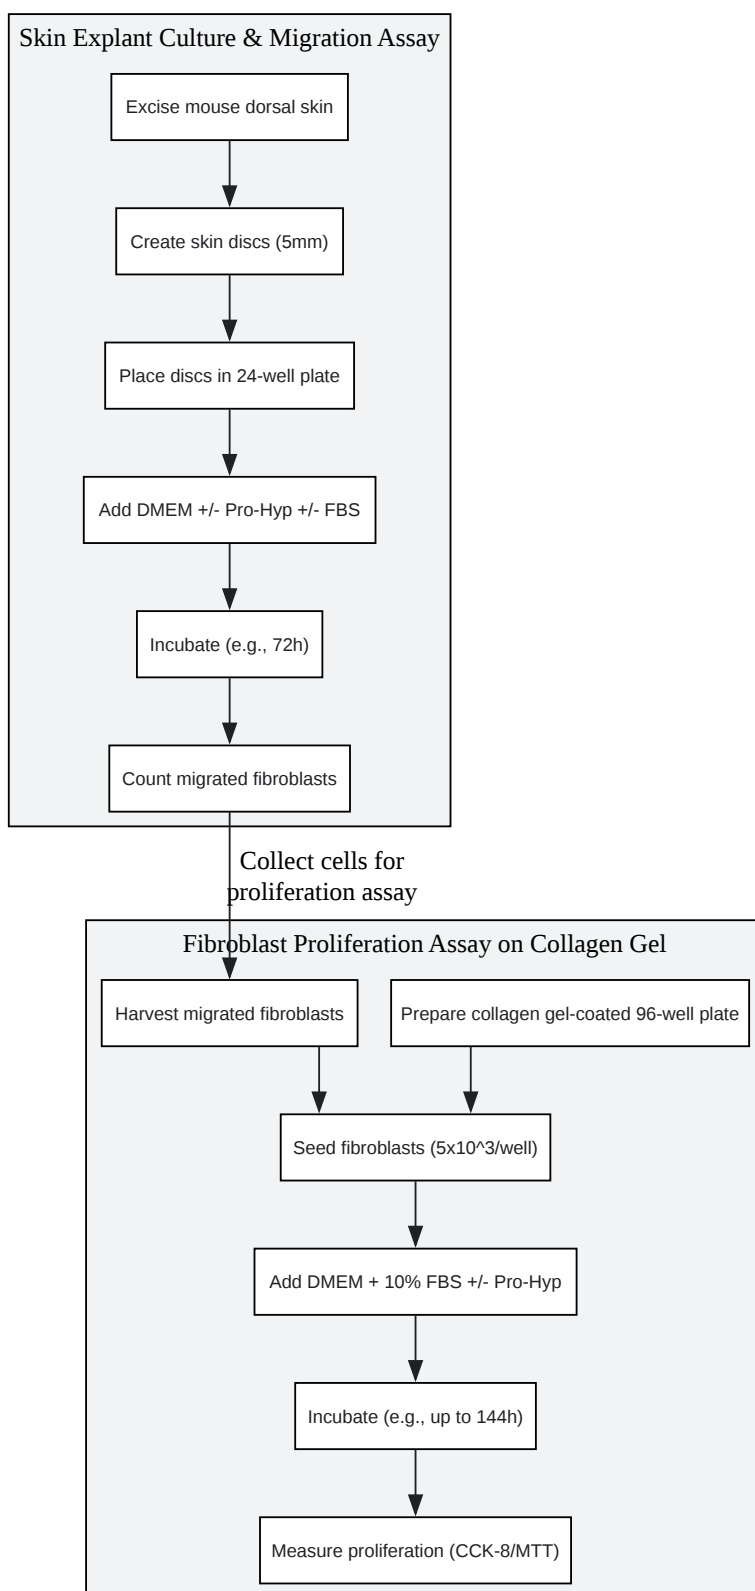 Skin Explant Culture & Migration Assay
Excise mouse dorsal skin
Create skin discs (5mm)
Place discs in 24-well plate
Add DMEM +/- Pro-Hyp +/- FBS
Incubate (e.g., 72h)
Count migrated fibroblasts
Collect cells for
proliferation assay
Fibroblast Proliferation Assay on Collagen Gel
Harvest migrated fibroblasts
Prepare collagen gel-coated 96-well plate
Seed fibroblasts (5x10^3/well)
Add DMEM + 10% FBS +/- Pro-Hyp
Incubate (e.g., up to 144h)
Measure proliferation (CCK-8/MTT)